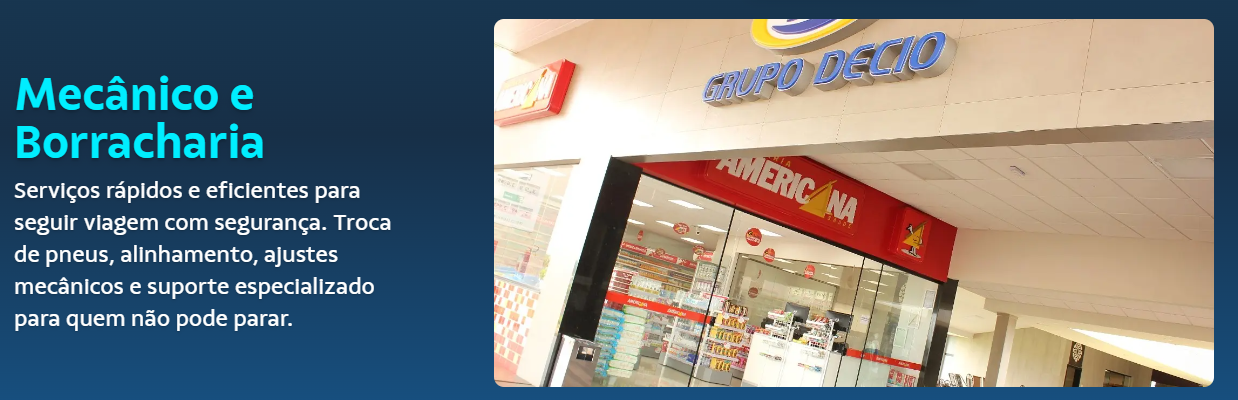 Mecânico e
Borracharia
Serviços rápidos e eficientes para
seguir viagem com segurança. Troca
de pneus, alinhamento, ajustes
mecânicos e suporte especializado
para quem não pode parar.
GRUPO DECIO
AMERICANA